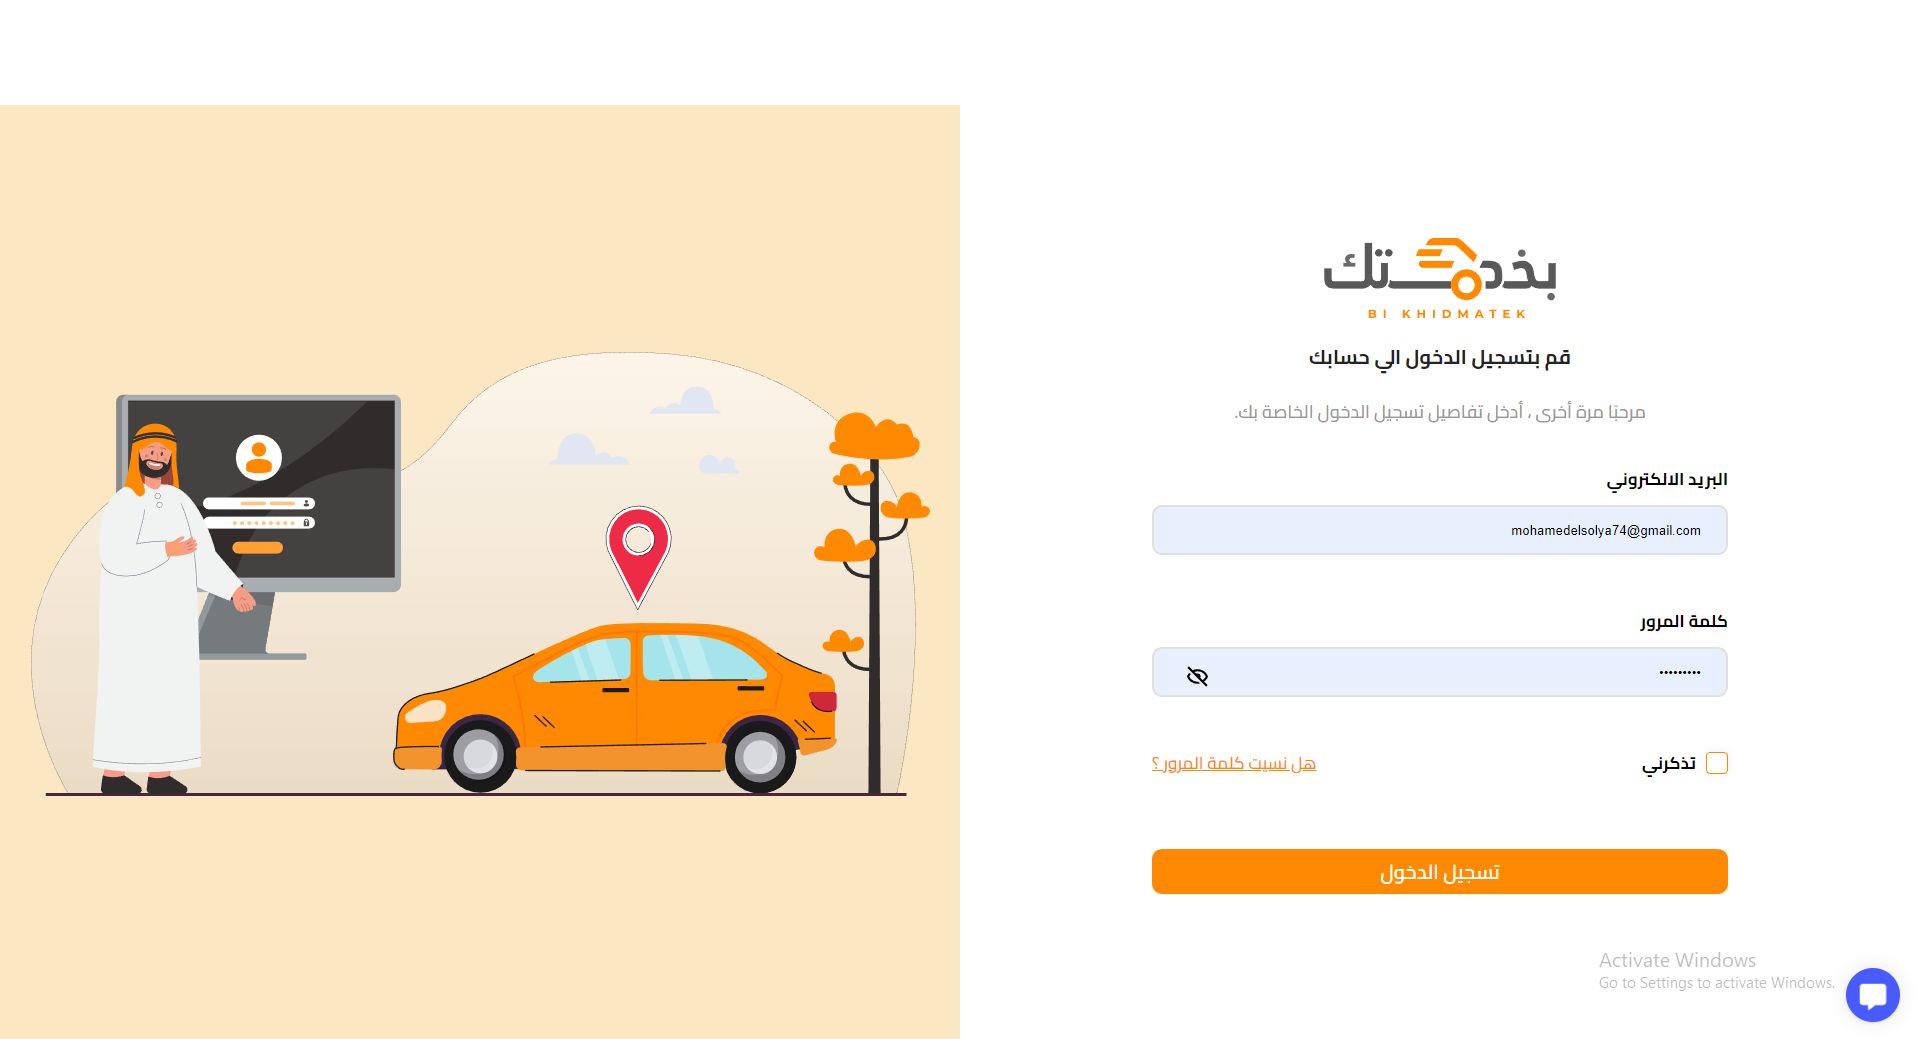 بخدمتك
BI KHIDMATEK
قم بتسجيل الدخول الي حسابك
مرحبًا مرة أخرى ، أدخل تفاصيل تسجيل الدخول الخاصة بك.
البريد الالكتروني
mohamedelsolya74@gmail.com
كلمة المرور
•••••••••
تذكرني
هل نسيت كلمة المرور ؟
تسجيل الدخول
Activate Windows
Go to Settings to activate Windows.